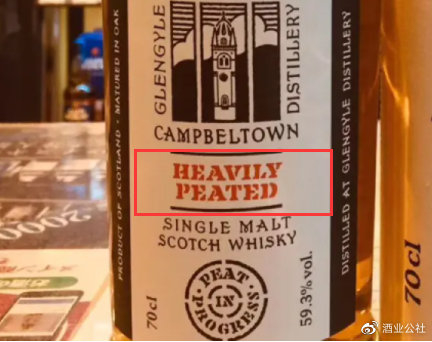 PRODUCT OF SCOTLAND · MATURED IN OAK
GLENGYLE
DISTILLERY
CAMPBELTOWN
HEAVILY
PEATED
SINGLE MALT
SCOTCH WHISKY
PEAT
IN
PROGRESS
70cl
59.3%vol.
DISTILLED AT GLENGYLE DISTILLERY
70cl
2000
酒业公社